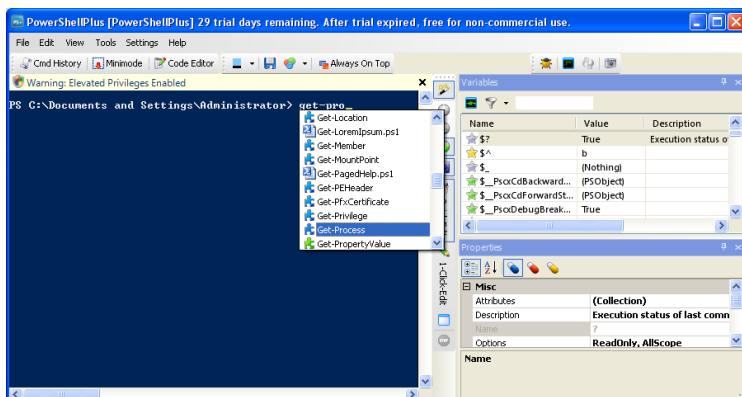 PowerShellPlus [PowerShellPlus] 29 trial days remaining. After trial expired, free for non-commercial use.
File Edit View Tools Settings Help
Cmd History Minimode Code Editor Always On Top
Warning: Elevated Privileges Enabled
PS C:\Documents and Settings\Administrator> get-pro_
Get-Location
Get-LoremIpsum.ps1
Get-Member
Get-MountPoint
Get-PagedHelp.ps1
Get-PEHeader
Get-PfxCertificate
Get-Privilege
Get-Process
Get-PropertyValue
1-Click-Edit
Variables
Name Value Description
$? True Execution status o
$^ b
$_ (Nothing)
$__PscxCdBackward... (PSObject)
$__PscxCdForwardSt... (PSObject)
$__PscxDebugBreak... True
Properties
Misc
Attributes (Collection)
Description Execution status of last comn
Name ?
Options ReadOnly, AllScope
Name